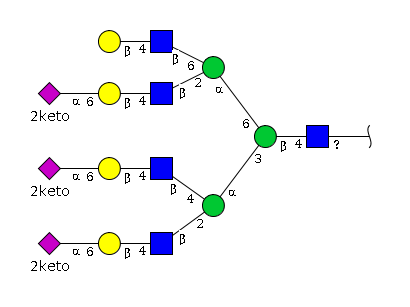 β 4 β 6
α 6 β 4 β 2 α
2keto
6
β 4 ?
3
α 6 β 4 β 4 α
2keto
2
α 6 β 4 β
2keto